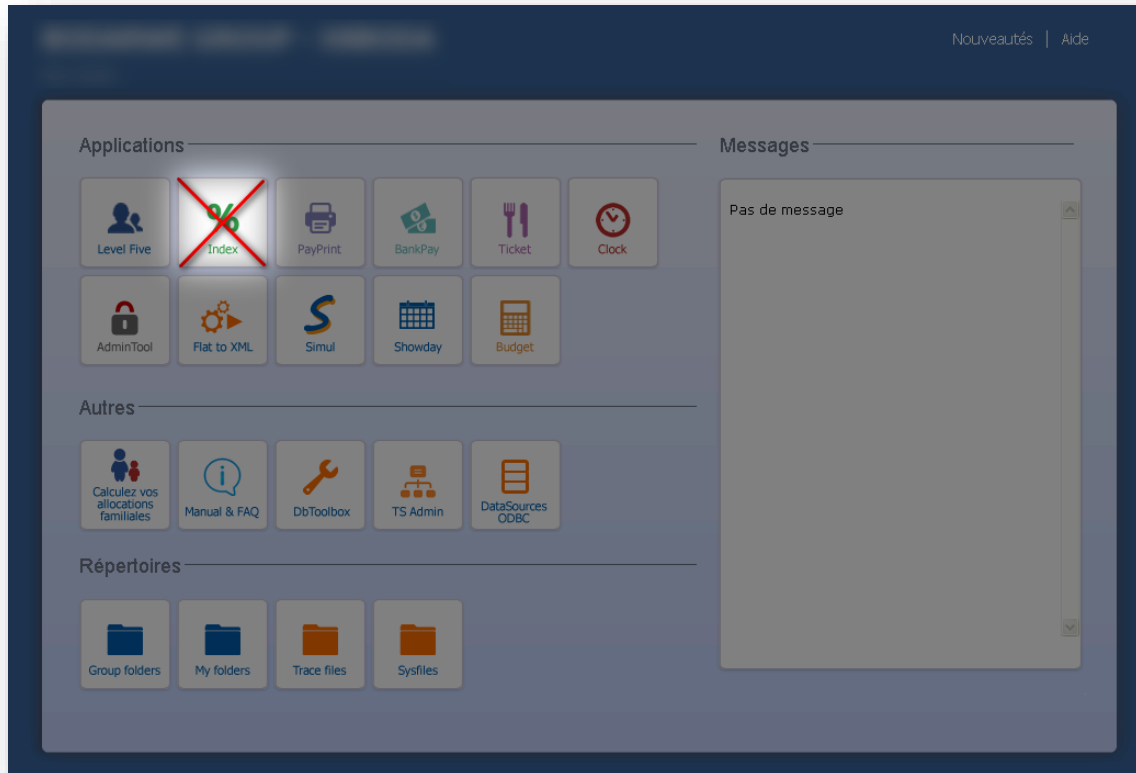 Nouveautés | Aide
Applications
Messages
Level Five
% Index
PayPrint
BankPay
Ticket
Clock
Pas de message
AdminTool
Flat to XML
Simul
Showday
Budget
Autres
Calculez vos
allocations
familiales
Manual & FAQ
DbToolbox
TS Admin
DataSources
ODBC
Répertoires
Group folders
My folders
Trace files
Sysfiles